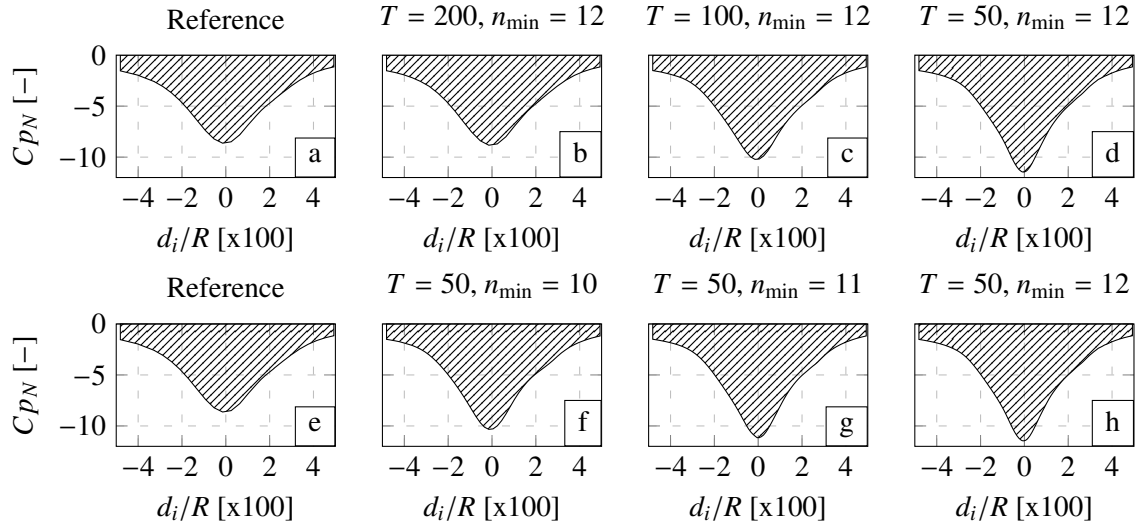 Reference
T = 200, n_min = 12
T = 100, n_min = 12
T = 50, n_min = 12
0
−5
−10
Cp_N [−]
a
b
c
d
−4 −2 0 2 4
−4 −2 0 2 4
−4 −2 0 2 4
−4 −2 0 2 4
d_i/R [x100]
d_i/R [x100]
d_i/R [x100]
d_i/R [x100]
Reference
T = 50, n_min = 10
T = 50, n_min = 11
T = 50, n_min = 12
0
−5
−10
Cp_N [−]
e
f
g
h
−4 −2 0 2 4
−4 −2 0 2 4
−4 −2 0 2 4
−4 −2 0 2 4
d_i/R [x100]
d_i/R [x100]
d_i/R [x100]
d_i/R [x100]